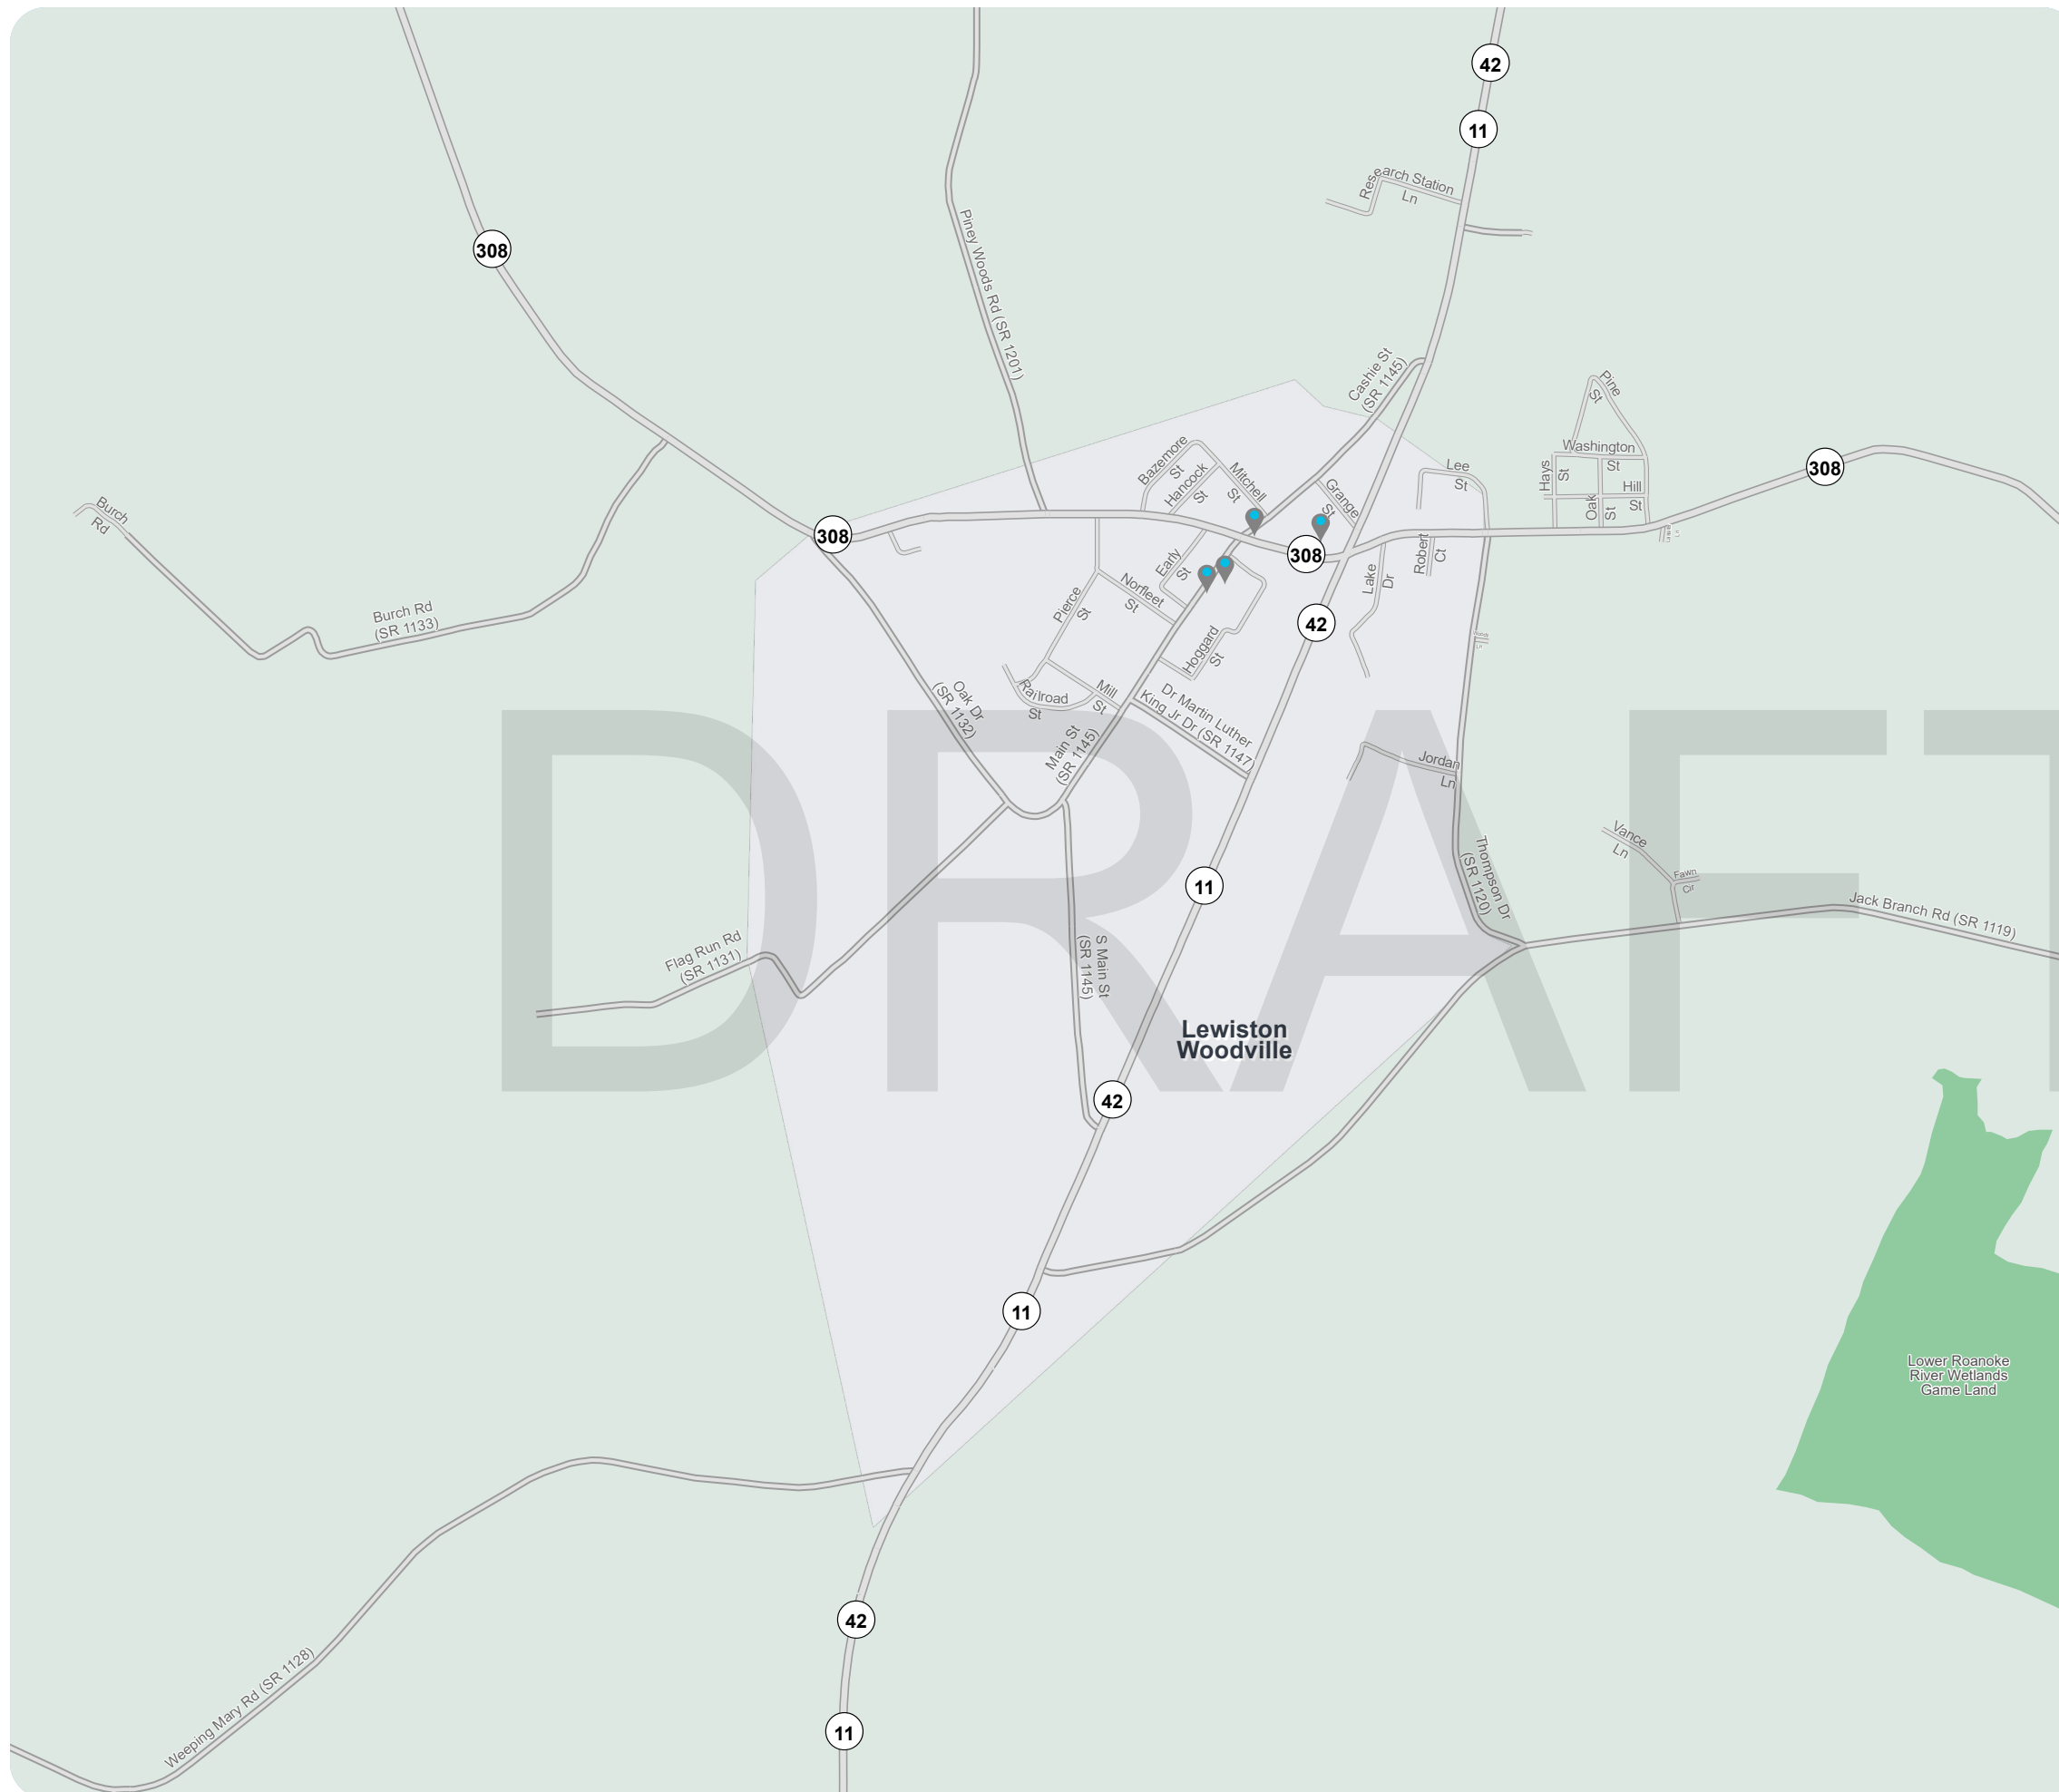 42
11
Research Station
Ln
308
Piney Woods Rd (SR 1201)
Cashie St
(SR 1145)
Pine
St
Bazemore
St
Hancock
St
Mitchell
St
Grange
St
Lee
St
Washington
St
Hays
St
Hill
St
Oak
St
308
Burch
Rd
308
308
Early
St
Norfleet
St
Pierce
St
Robert
Ct
Lake
Dr
Burch Rd
(SR 1133)
42
Hoggard
St
Oak Dr
(SR 1132)
Railroad
St
Mill
St
Dr Martin Luther
King Jr Dr (SR 1147)
Main St
(SR 1145)
Jordan
Ln
DRAFT
Vance
Ln
Fawn
Cir
Thompson Dr
(SR 1120)
11
Jack Branch Rd (SR 1119)
Flag Run Rd
(SR 1131)
S Main St
(SR 1145)
Lewiston
Woodville
42
11
Lower Roanoke
River Wetlands
Game Land
42
Weeping Mary Rd (SR 1128)
11